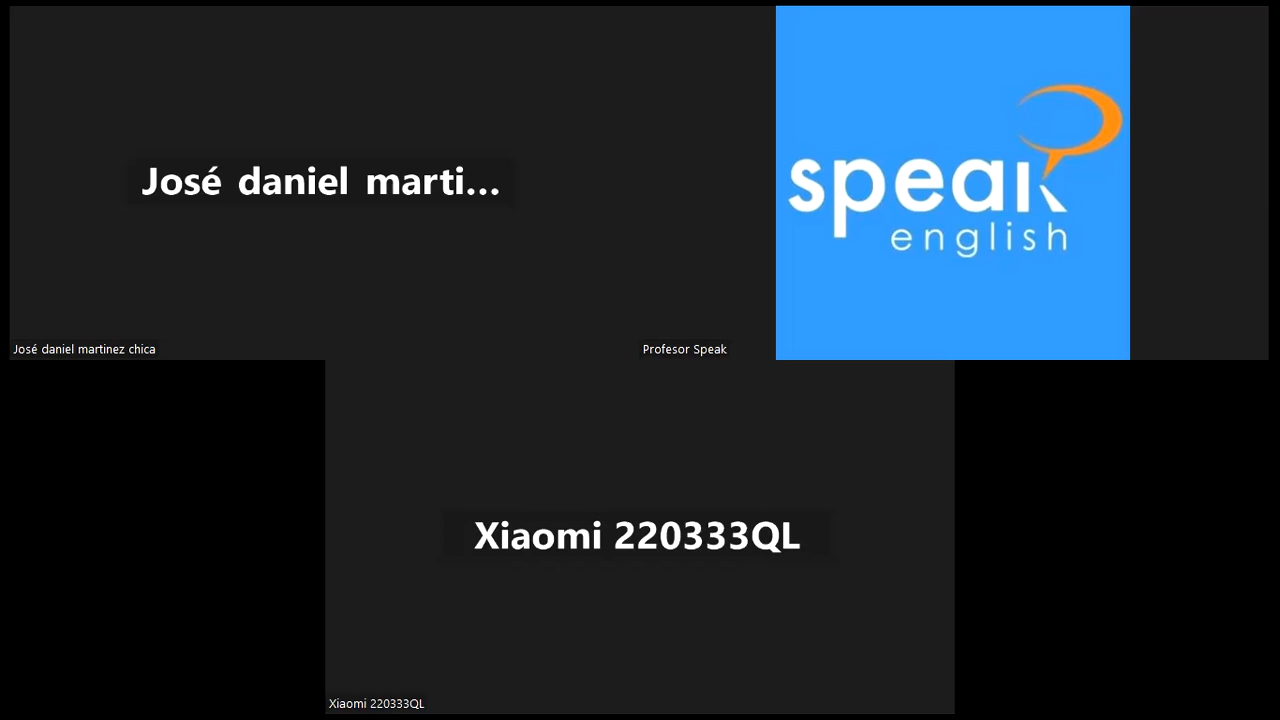 José daniel marti...
José daniel martinez chica
speak
english
Profesor Speak
Xiaomi 220333QL
Xiaomi 220333QL